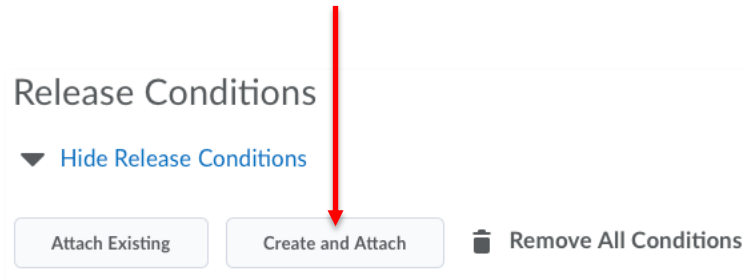 Release Conditions
Hide Release Conditions
Attach Existing Create and Attach Remove All Conditions